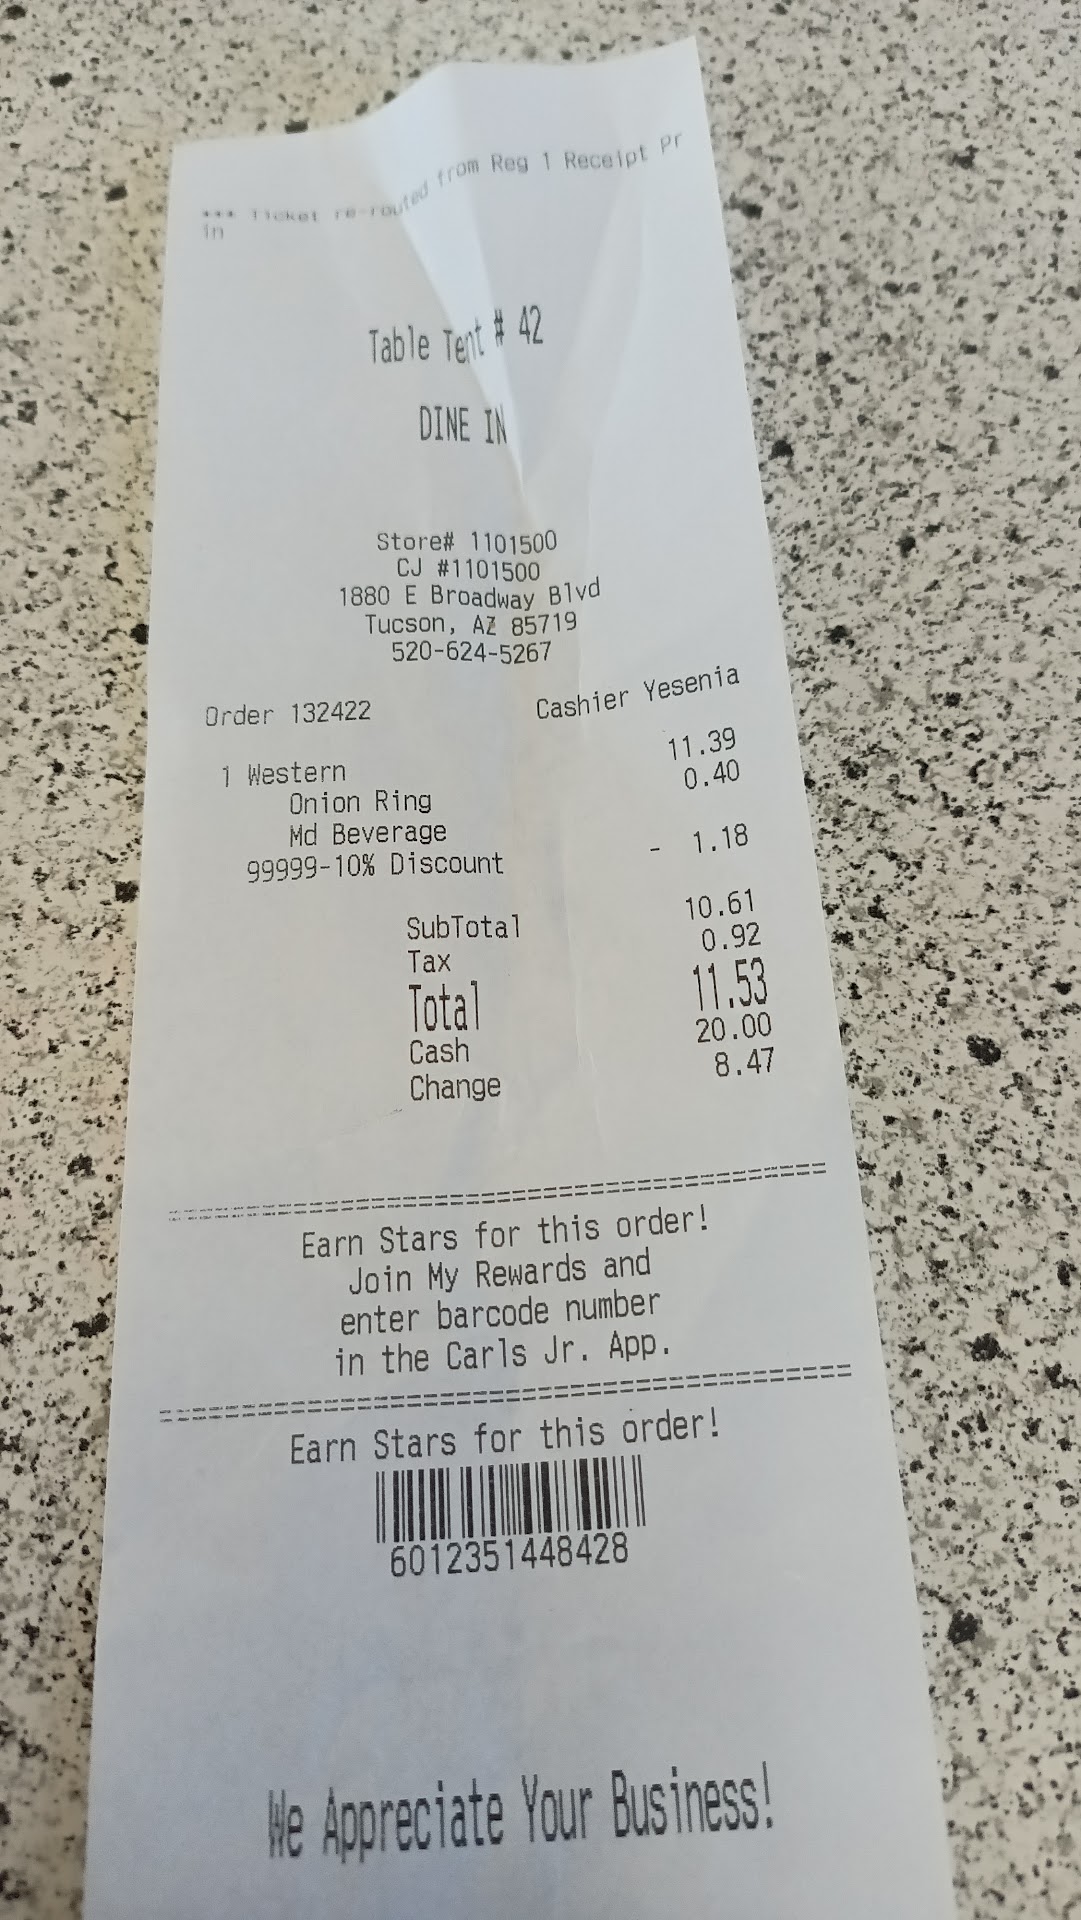 *** Ticket re-routed from Reg 1 Receipt Pr
in
Table Tent # 42
DINE IN
Store# 1101500
CJ #1101500
1880 E Broadway Blvd
Tucson, AZ 85719
520-624-5267
Order 132422 Cashier Yesenia
1 Western 11.39
Onion Ring 0.40
Md Beverage
99999-10% Discount - 1.18
SubTotal 10.61
Tax 0.92
Total 11.53
Cash 20.00
Change 8.47
================================================
Earn Stars for this order!
Join My Rewards and
enter barcode number
in the Carls Jr. App.
================================================
Earn Stars for this order!
6012351448428
We Appreciate Your Business!